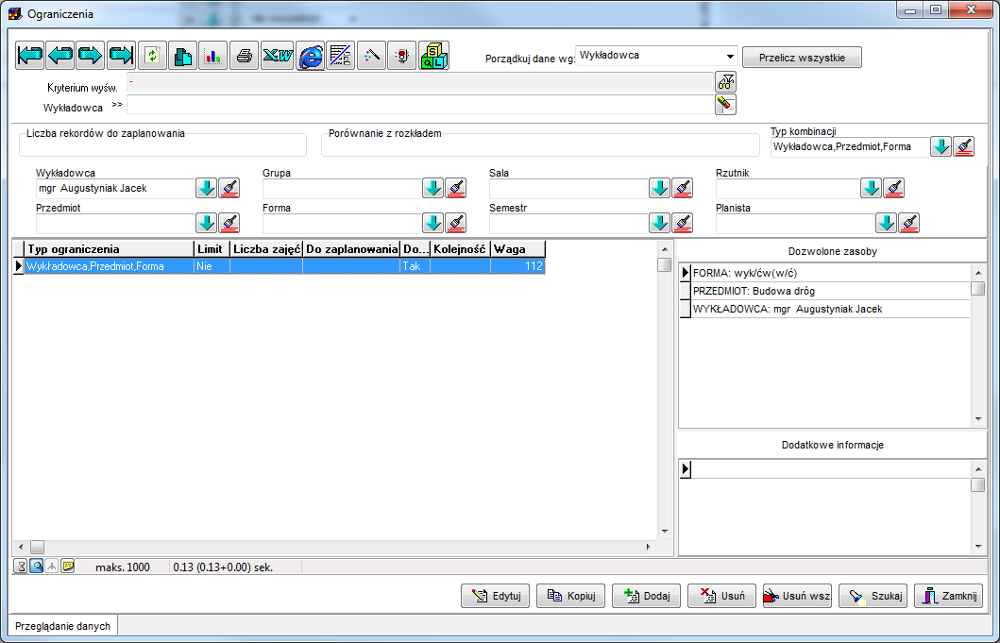 Ograniczenia
Porządkuj dane wg: Wykładowca
Przelicz wszystkie
Kryterium wyśw.
Wykładowca >>
Liczba rekordów do zaplanowania
Porównanie z rozkładem
Typ kombinacji
Wykładowca,Przedmiot,Forma
Wykładowca Grupa Sala Rzutnik
mgr Augustyniak Jacek
Przedmiot Forma Semestr Planista
Typ ograniczenia Limit Liczba zajęć Do zaplanowania Do... Kolejność Waga
Wykładowca,Przedmiot,Forma Nie Tak 112
Dozwolone zasoby
FORMA: wyk/ćw(w/ć)
PRZEDMIOT: Budowa dróg
WYKŁADOWCA: mgr Augustyniak Jacek
Dodatkowe informacje
maks. 1000 0.13 (0.13+0.00) sek.
Edytuj Kopiuj Dodaj Usuń Usuń wsz. Szukaj Zamknij
Przeglądanie danych